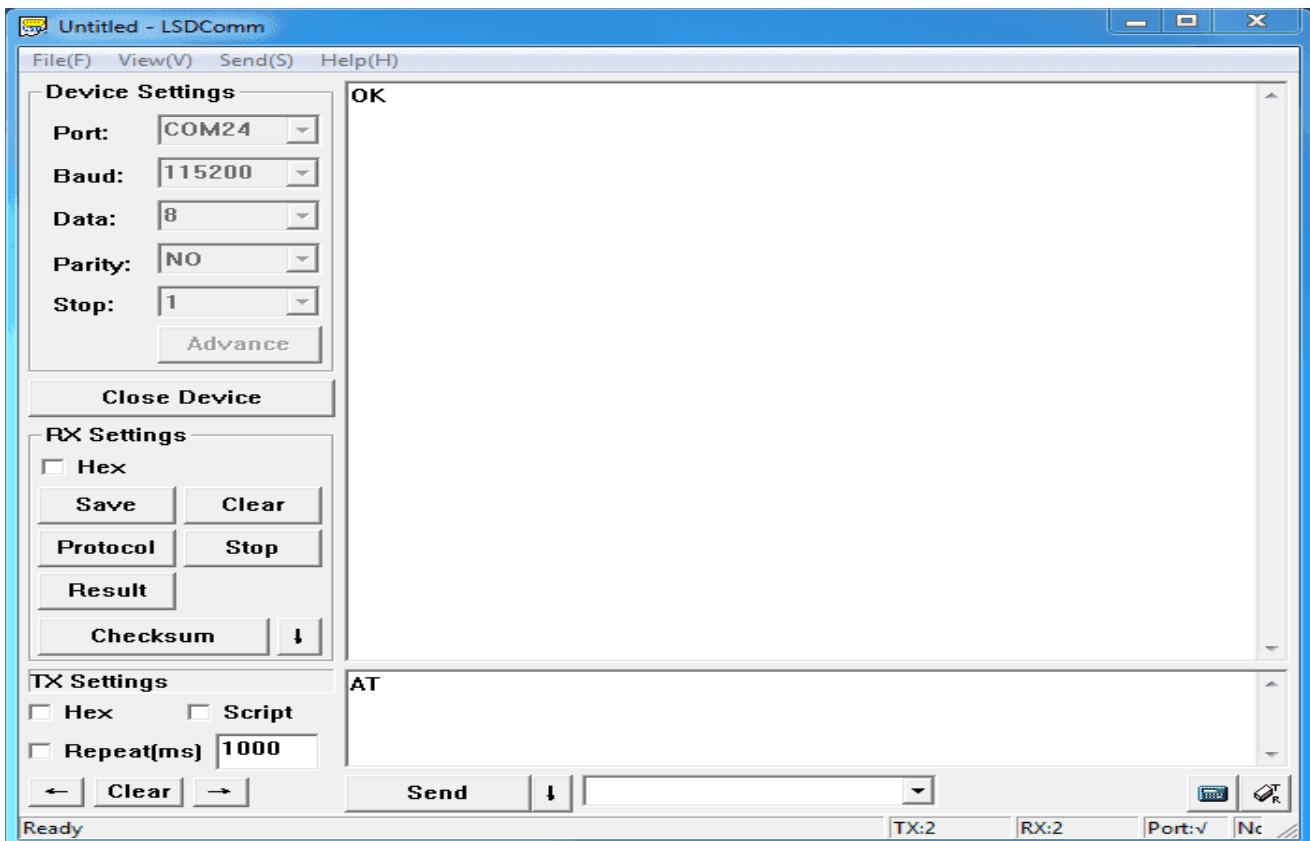 Untitled - LSDComm
File(F) View(V) Send(S) Help(H)
Device Settings
Port: COM24
Baud: 115200
Data: 8
Parity: NO
Stop: 1
Advance
Close Device
RX Settings
Hex
Save Clear
Protocol Stop
Result
Checksum
OK
TX Settings
Hex Script
Repeat(ms) 1000
Clear
AT
Send
Ready TX:2 RX:2 Port:√